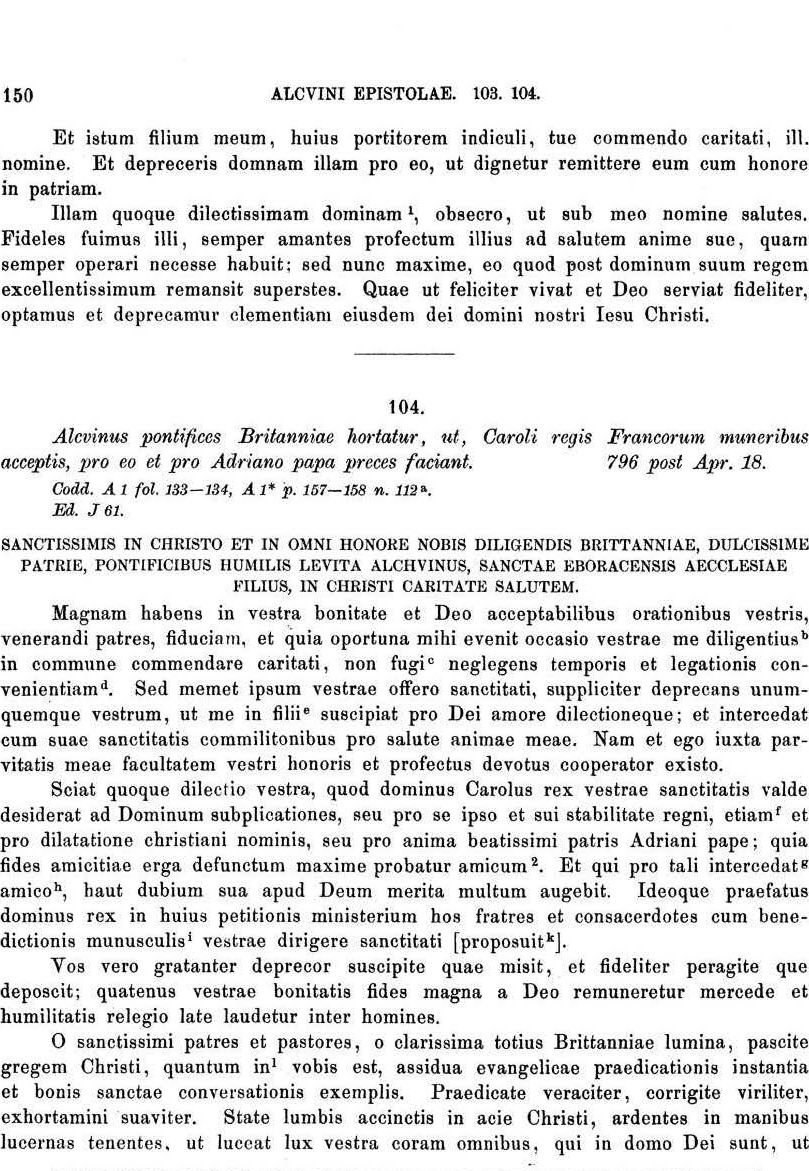 150 ALCVINI EPISTOLAE. 103. 104.
Et istum filium meum, huius portitorem indiculi, tue commendo caritati, ill.
nomine. Et depreceris domnam illam pro eo, ut dignetur remittere eum cum honore
in patriam.
Illam quoque dilectissimam dominam ¹, obsecro, ut sub meo nomine salutes.
Fideles fuimus illi, semper amantes profectum illius ad salutem anime sue, quam
semper operari necesse habuit; sed nunc maxime, eo quod post dominum suum regem
excellentissimum remansit superstes. Quae ut feliciter vivat et Deo serviat fideliter,
optamus et deprecamur clementiam eiusdem dei domini nostri Iesu Christi.
104.
Alcvinus pontifices Britanniae hortatur, ut, Caroli regis Francorum muneribus
acceptis, pro eo et pro Adriano papa preces faciant. 796 post Apr. 18.
Codd. A 1 fol. 133—134, A 1* p. 157—158 n. 112ᵃ.
Ed. J 61.
SANCTISSIMIS IN CHRISTO ET IN OMNI HONORE NOBIS DILIGENDIS BRITTANNIAE, DULCISSIME
PATRIE, PONTIFICIBUS HUMILIS LEVITA ALCHVINUS, SANCTAE EBORACENSIS AECCLESIAE
FILIUS, IN CHRISTI CARITATE SALUTEM.
Magnam habens in vestra bonitate et Deo acceptabilibus orationibus vestris,
venerandi patres, fiduciam, et quia oportuna mihi evenit occasio vestrae me diligentiusᵇ
in commune commendare caritati, non fugiᶜ neglegens temporis et legationis con-
venientiamᵈ. Sed memet ipsum vestrae offero sanctitati, suppliciter deprecans unum-
quemque vestrum, ut me in filiiᵉ suscipiat pro Dei amore dilectioneque; et intercedat
cum suae sanctitatis commilitonibus pro salute animae meae. Nam et ego iuxta par-
vitatis meae facultatem vestri honoris et profectus devotus cooperator existo.
Sciat quoque dilectio vestra, quod dominus Carolus rex vestrae sanctitatis valde
desiderat ad Dominum subplicationes, seu pro se ipso et sui stabilitate regni, etiamᶠ et
pro dilatatione christiani nominis, seu pro anima beatissimi patris Adriani pape; quia
fides amicitiae erga defunctum maxime probatur amicum². Et qui pro tali intercedatᵍ
amicoʰ, haut dubium sua apud Deum merita multum augebit. Ideoque praefatus
dominus rex in huius petitionis ministerium hos fratres et consacerdotes cum bene-
dictionis munusculisⁱ vestrae dirigere sanctitati [proposuitᵏ].
Vos vero gratanter deprecor suscipite quae misit, et fideliter peragite que
deposcit; quatenus vestrae bonitatis fides magna a Deo remuneretur mercede et
humilitatis relegio late laudetur inter homines.
O sanctissimi patres et pastores, o clarissima totius Brittanniae lumina, pascite
gregem Christi, quantum inˡ vobis est, assidua evangelicae praedicationis instantia
et bonis sanctae conversationis exemplis. Praedicate veraciter, corrigite viriliter,
exhortamini suaviter. State lumbis accinctis in acie Christi, ardentes in manibus
lucernas tenentes, ut luceat lux vestra coram omnibus, qui in domo Dei sunt, ut